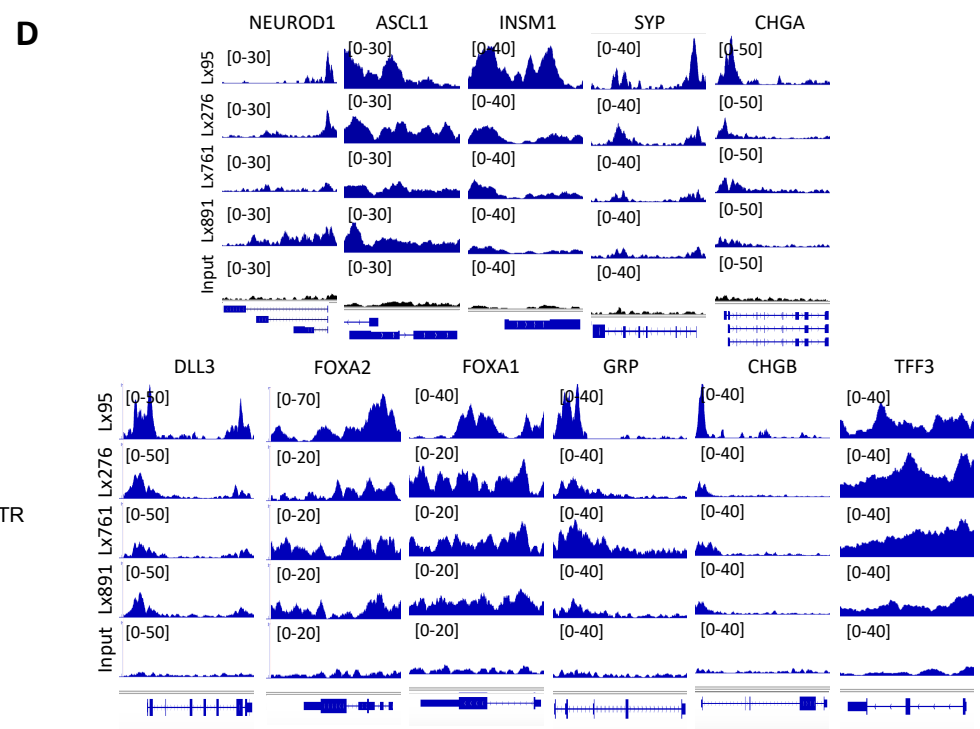 D
NEUROD1 ASCL1 INSM1 SYP CHGA
Lx95 [0-30] [0-30] [0-40] [0-40] [0-50]
Lx276 [0-30] [0-30] [0-40] [0-40] [0-50]
Lx761 [0-30] [0-30] [0-40] [0-40] [0-50]
Lx891 [0-30] [0-30] [0-40] [0-40] [0-50]
Input [0-30] [0-30] [0-40] [0-40] [0-50]
DLL3 FOXA2 FOXA1 GRP CHGB TFF3
Lx95 [0-50] [0-70] [0-40] [0-40] [0-40] [0-40]
Lx276 [0-50] [0-20] [0-20] [0-40] [0-40] [0-40]
TR
Lx761 [0-50] [0-20] [0-20] [0-40] [0-40] [0-40]
Lx891 [0-50] [0-20] [0-20] [0-40] [0-40] [0-40]
Input [0-50] [0-20] [0-20] [0-40] [0-40] [0-40]